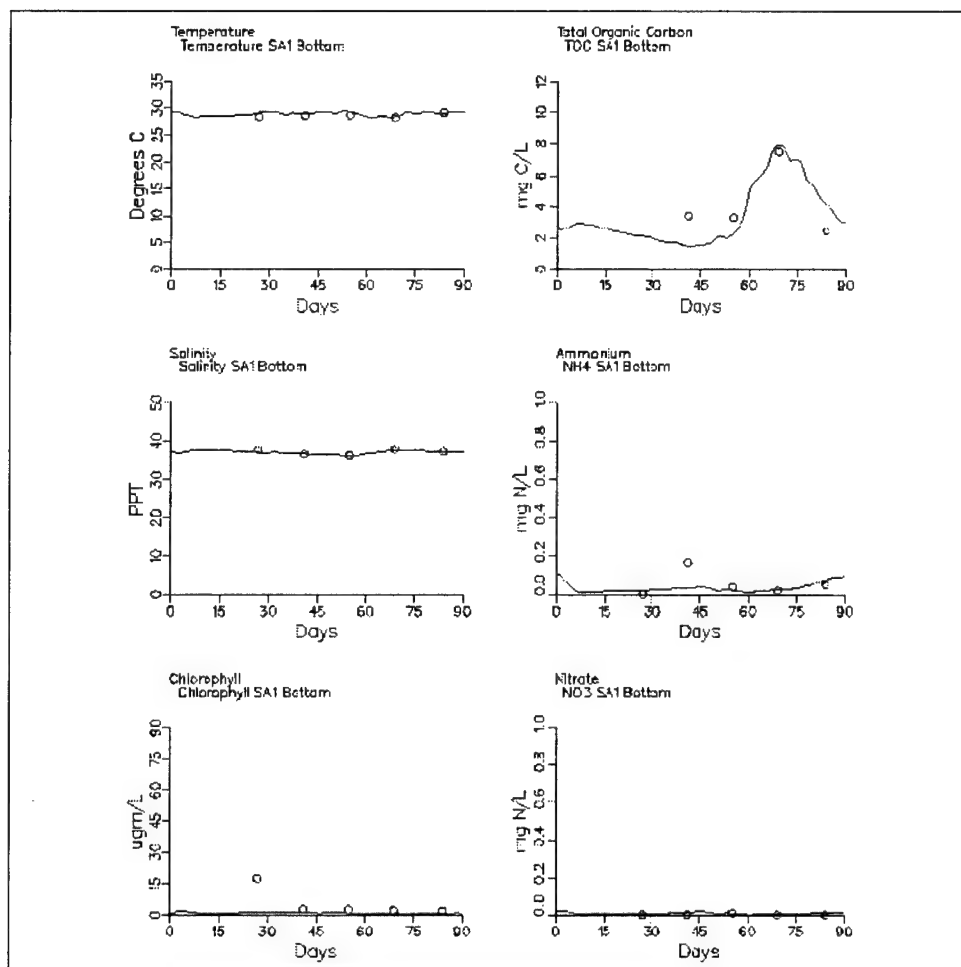 Temperature
Temperature SA1 Bottom
35
30
25
20
15
10
5
0
Degrees C
0 15 30 45 60 75 90
Days
Total Organic Carbon
TOC SA1 Bottom
12
10
8
6
4
2
0
mg C/L
0 15 30 45 60 75 90
Days
Salinity
Salinity SA1 Bottom
50
40
30
20
10
0
PPT
0 15 30 45 60 75 90
Days
Ammonium
NH4 SA1 Bottom
1.0
0.8
0.6
0.4
0.2
0.0
mg N/L
0 15 30 45 60 75 90
Days
Chlorophyll
Chlorophyll SA1 Bottom
90
75
60
45
30
15
0
ugm/L
0 15 30 45 60 75 90
Days
Nitrate
NO3 SA1 Bottom
1.0
0.8
0.6
0.4
0.2
0.0
mg N/L
0 15 30 45 60 75 90
Days